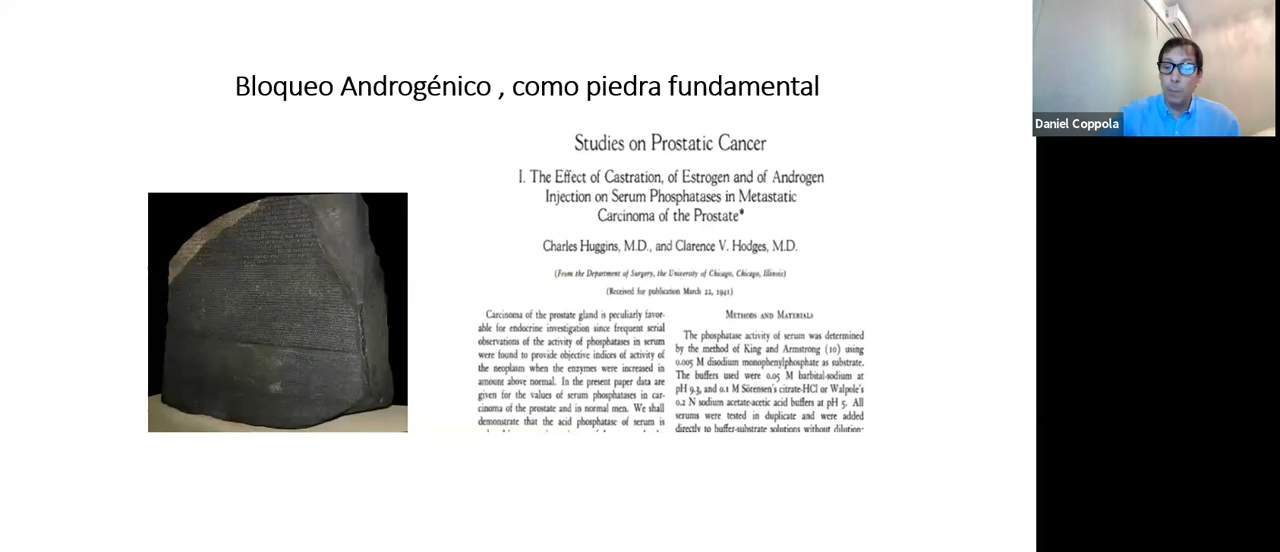 Bloqueo Androgénico , como piedra fundamental
Studies on Prostatic Cancer
I. The Effect of Castration, of Estrogen and of Androgen
Injection on Serum Phosphatases in Metastatic
Carcinoma of the Prostate*
Charles Huggins, M.D., and Clarence V. Hodges, M.D.
(From the Department of Surgery, the University of Chicago, Chicago, Illinois)
(Received for publication March 22, 1941)
Carcinoma of the prostate gland is peculiarly favor-
able for endocrine investigation since frequent serial
observations of the activity of phosphatases in serum
were found to provide objective indices of activity of
the neoplasm when the enzymes were increased in
amount above normal. In the present paper data are
given for the values of serum phosphatases in car-
cinoma of the prostate and in normal men. We shall
demonstrate that the acid phosphatase of serum is
Methods and Materials
The phosphatase activity of serum was determined
by the method of King and Armstrong (10) using
0.005 M disodium monophenylphosphate as substrate.
The buffers used were 0.05 M barbital-sodium at
pH 9.3, and 0.1 M Sörensen's citrate-HCl or Walpole's
0.2 N sodium acetate-acetic acid buffers at pH 5. All
serums were tested in duplicate and were added
directly to buffer-substrate solutions without dilution-
Daniel Coppola